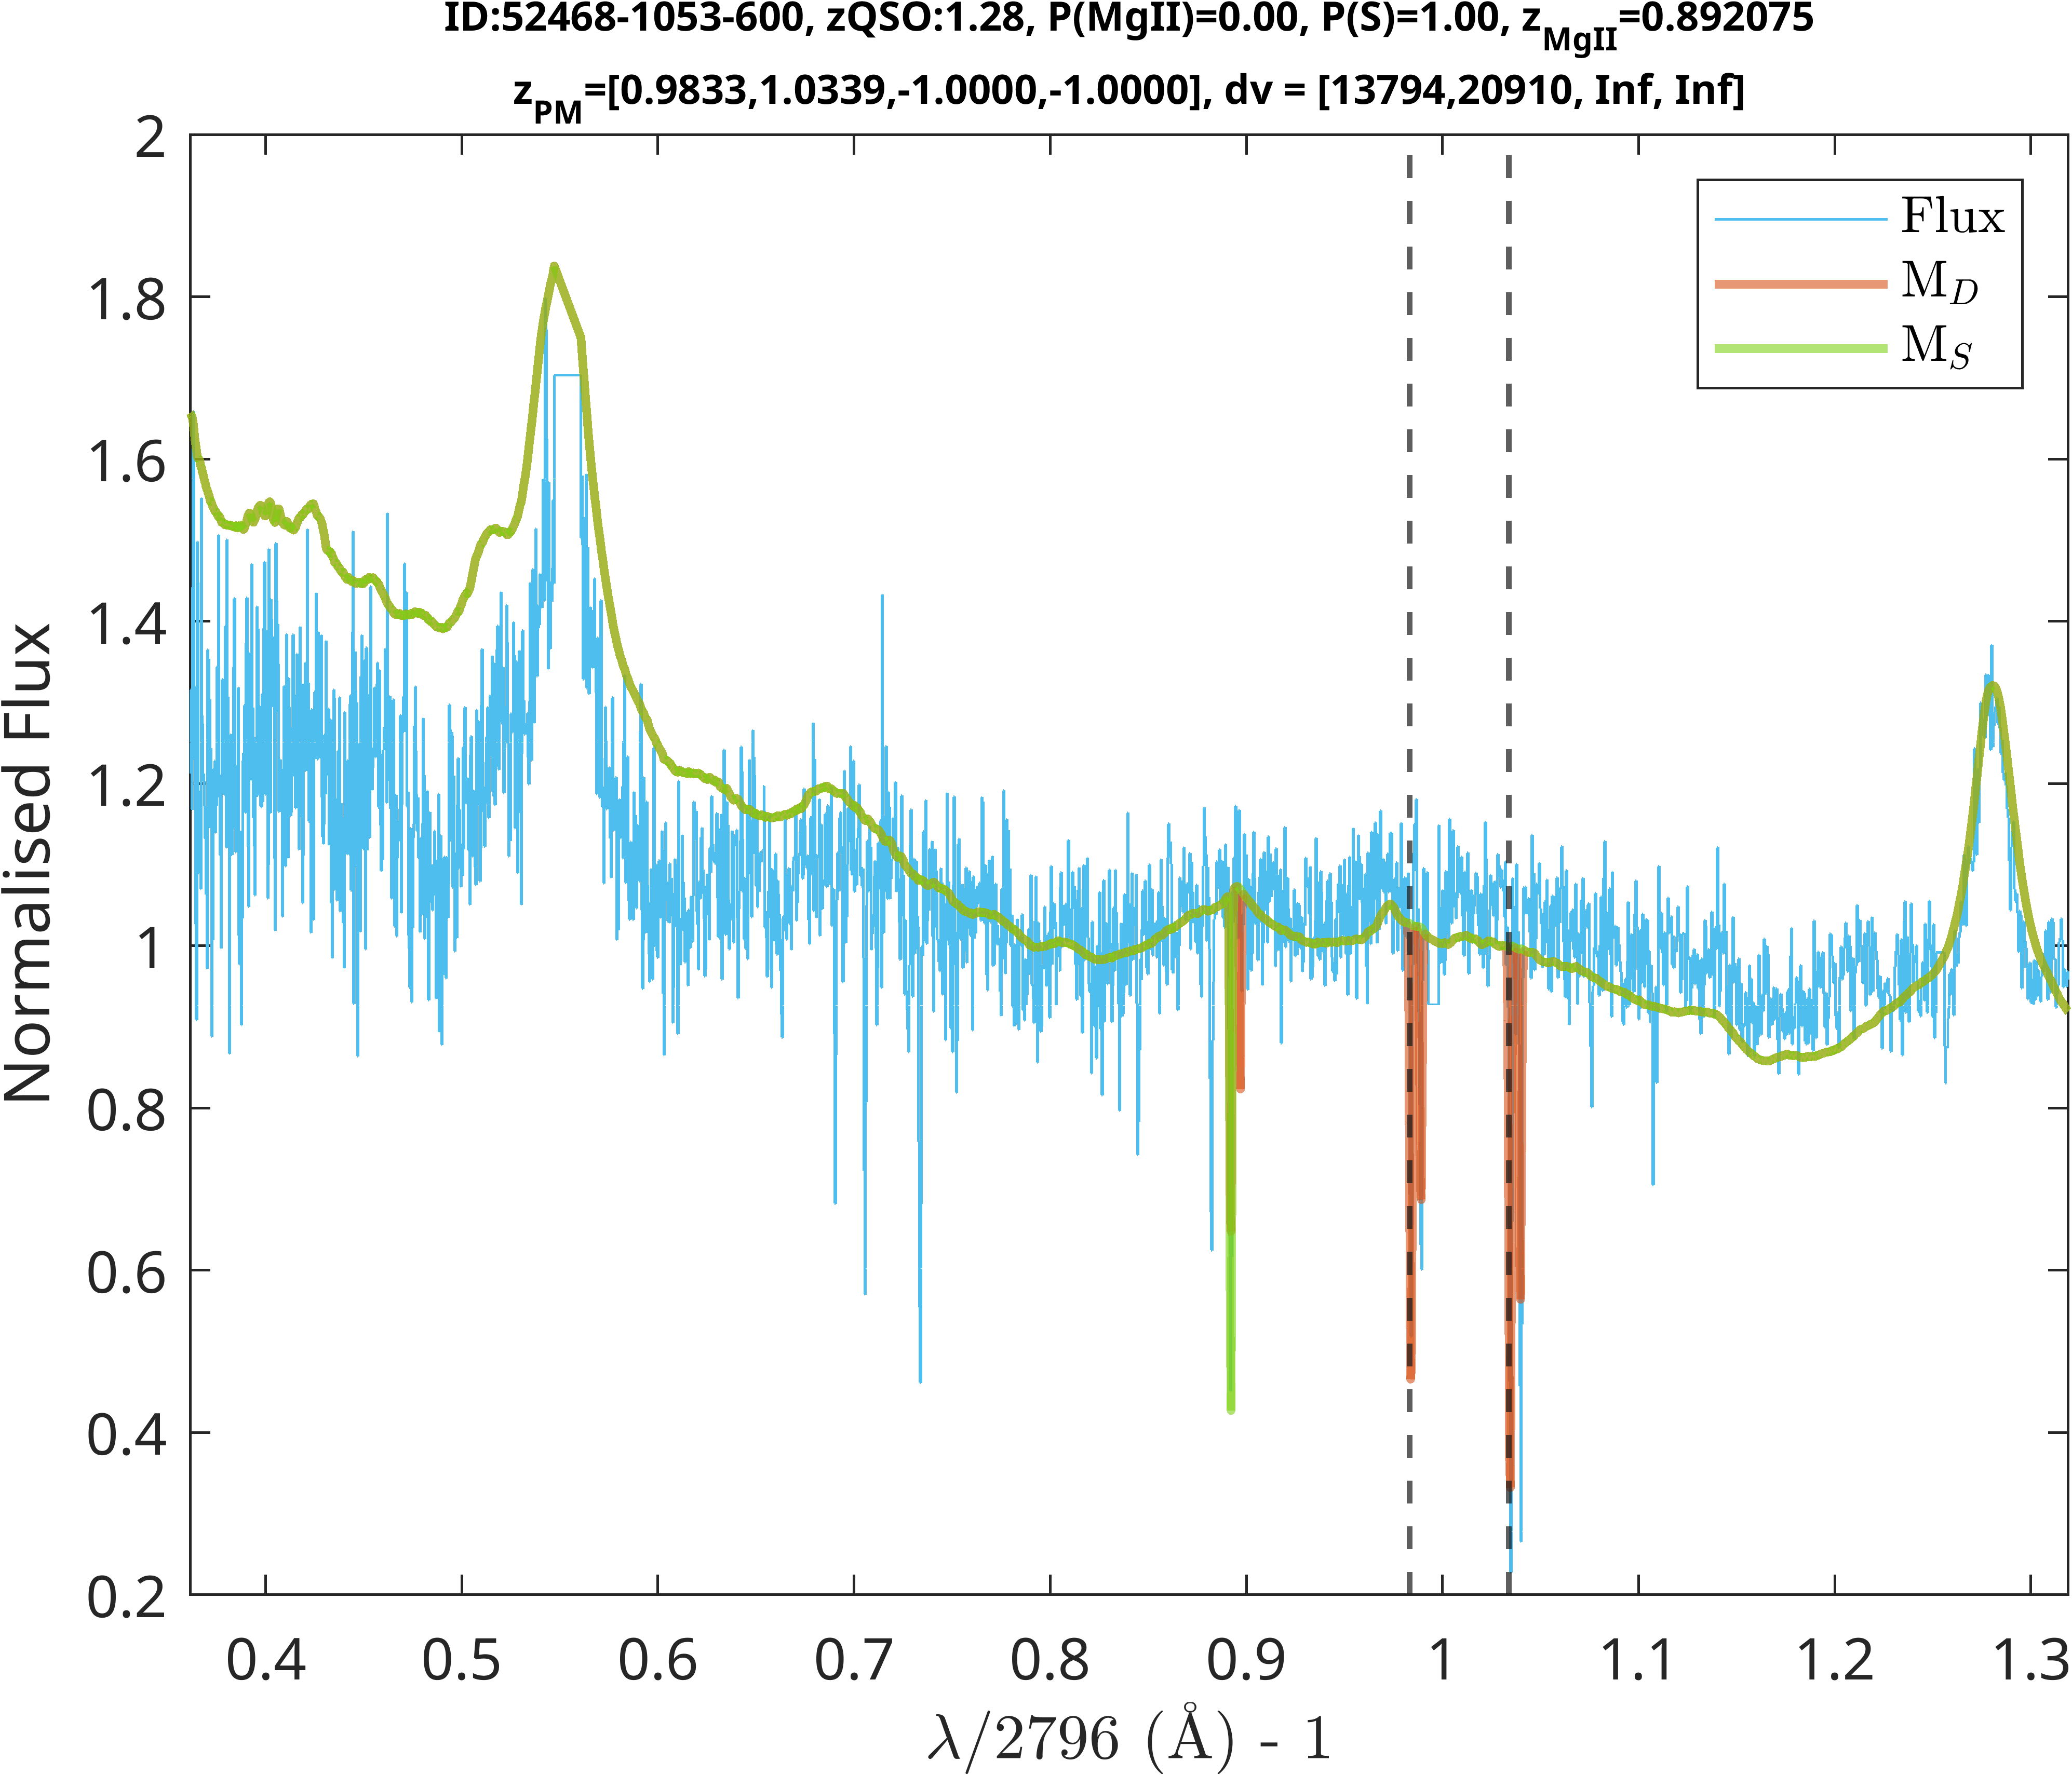 ID:52468-1053-600, zQSO:1.28, P(MgII)=0.00, P(S)=1.00, zMgII=0.892075
zPM=[0.9833,1.0339,-1.0000,-1.0000], dv = [13794,20910, Inf, Inf]
2
1.8
1.6
1.4
1.2
1
0.8
0.6
0.4
0.2
Normalised Flux
Flux
MD
MS
0.4 0.5 0.6 0.7 0.8 0.9 1 1.1 1.2 1.3
λ/2796 (Å) - 1